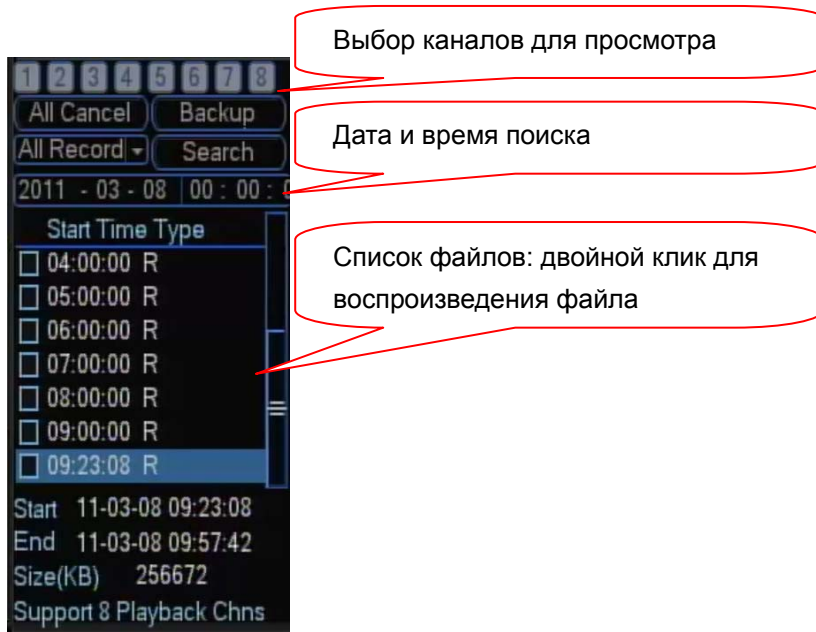 Выбор каналов для просмотра
1 2 3 4 5 6 7 8
All Cancel Backup
All Record Search
Дата и время поиска
2011 - 03 - 08 00 : 00 :
Start Time Type
04:00:00 R
05:00:00 R
06:00:00 R
07:00:00 R
08:00:00 R
09:00:00 R
09:23:08 R
Список файлов: двойной клик для
воспроизведения файла
Start 11-03-08 09:23:08
End 11-03-08 09:57:42
Size(KB) 256672
Support 8 Playback Chns